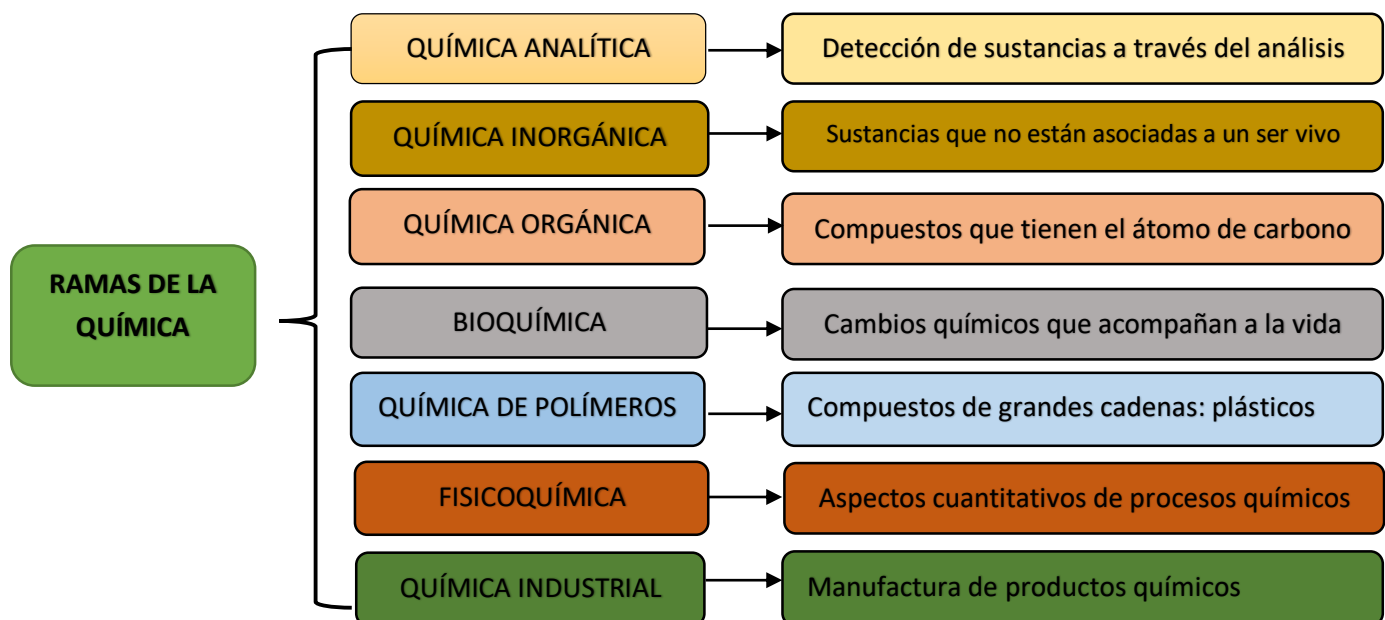 RAMAS DE LA
QUÍMICA
QUÍMICA ANALÍTICA
Detección de sustancias a través del análisis
QUÍMICA INORGÁNICA
Sustancias que no están asociadas a un ser vivo
QUÍMICA ORGÁNICA
Compuestos que tienen el átomo de carbono
BIOQUÍMICA
Cambios químicos que acompañan a la vida
QUÍMICA DE POLÍMEROS
Compuestos de grandes cadenas: plásticos
FISICOQUÍMICA
Aspectos cuantitativos de procesos químicos
QUÍMICA INDUSTRIAL
Manufactura de productos químicos